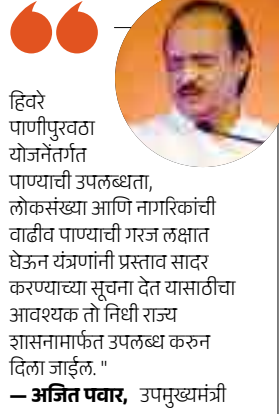 हिवरे
पाणीपुरवठा
योजनेंतर्गत
पाण्याची उपलब्धता,
लोकसंख्या आणि नागरिकांची
वाढीव पाण्याची गरज लक्षात
घेऊन यंत्रणांनी प्रस्ताव सादर
करण्याच्या सूचना देत यासाठीचा
आवश्यक तो निधी राज्य
शासनामार्फत उपलब्ध करुन
दिला जाईल. "
— अजित पवार, उपमुख्यमंत्री